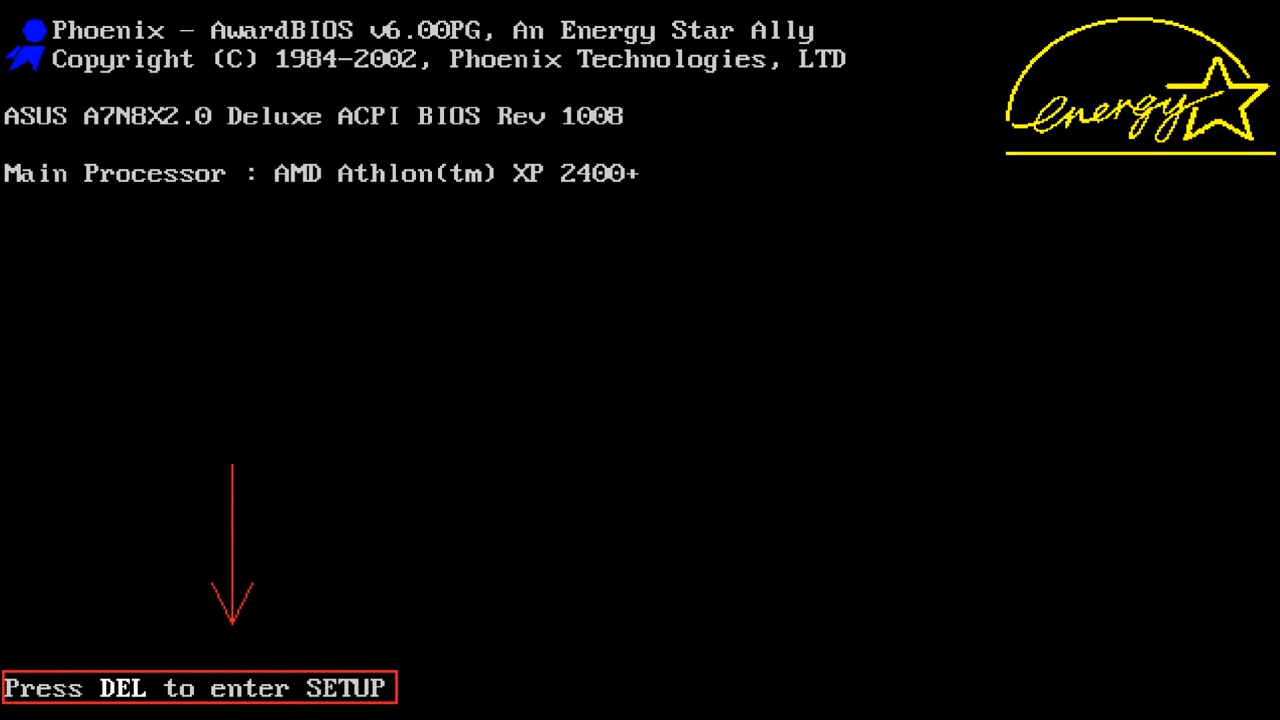 Phoenix - AwardBIOS v6.00PG, An Energy Star Ally
Copyright (C) 1984-2002, Phoenix Technologies, LTD
energy
ASUS A7N8X2.0 Deluxe ACPI BIOS Rev 1008
Main Processor : AMD Athlon(tm) XP 2400+
Press DEL to enter SETUP